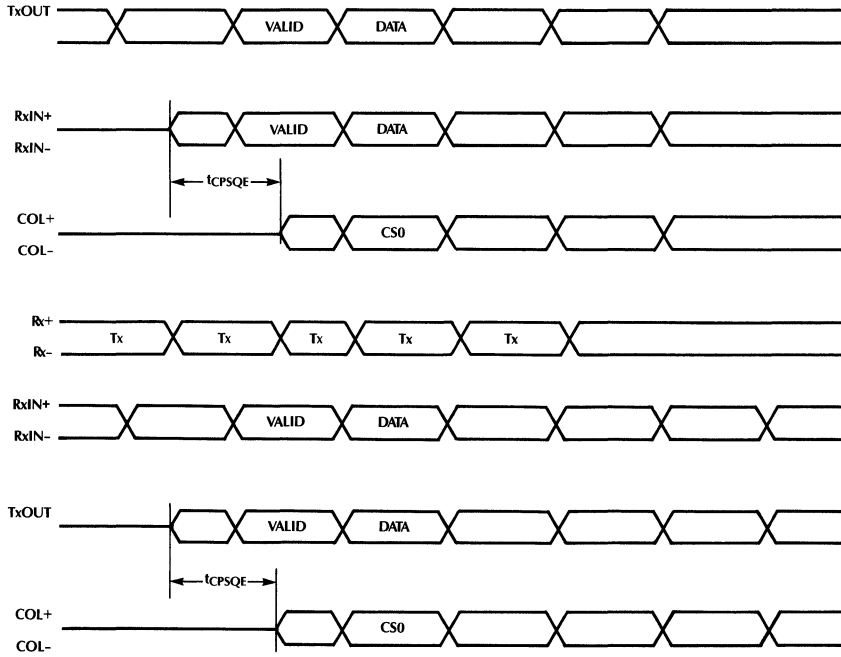 TxOUT VALID DATA
RxIN+
VALID DATA
RxIN–
tCPSQE
COL+
CS0
COL–
Rx+
Tx Tx Tx Tx Tx
Rx–
RxIN+
VALID DATA
RxIN–
TxOUT VALID DATA
tCPSQE
COL+
CS0
COL–